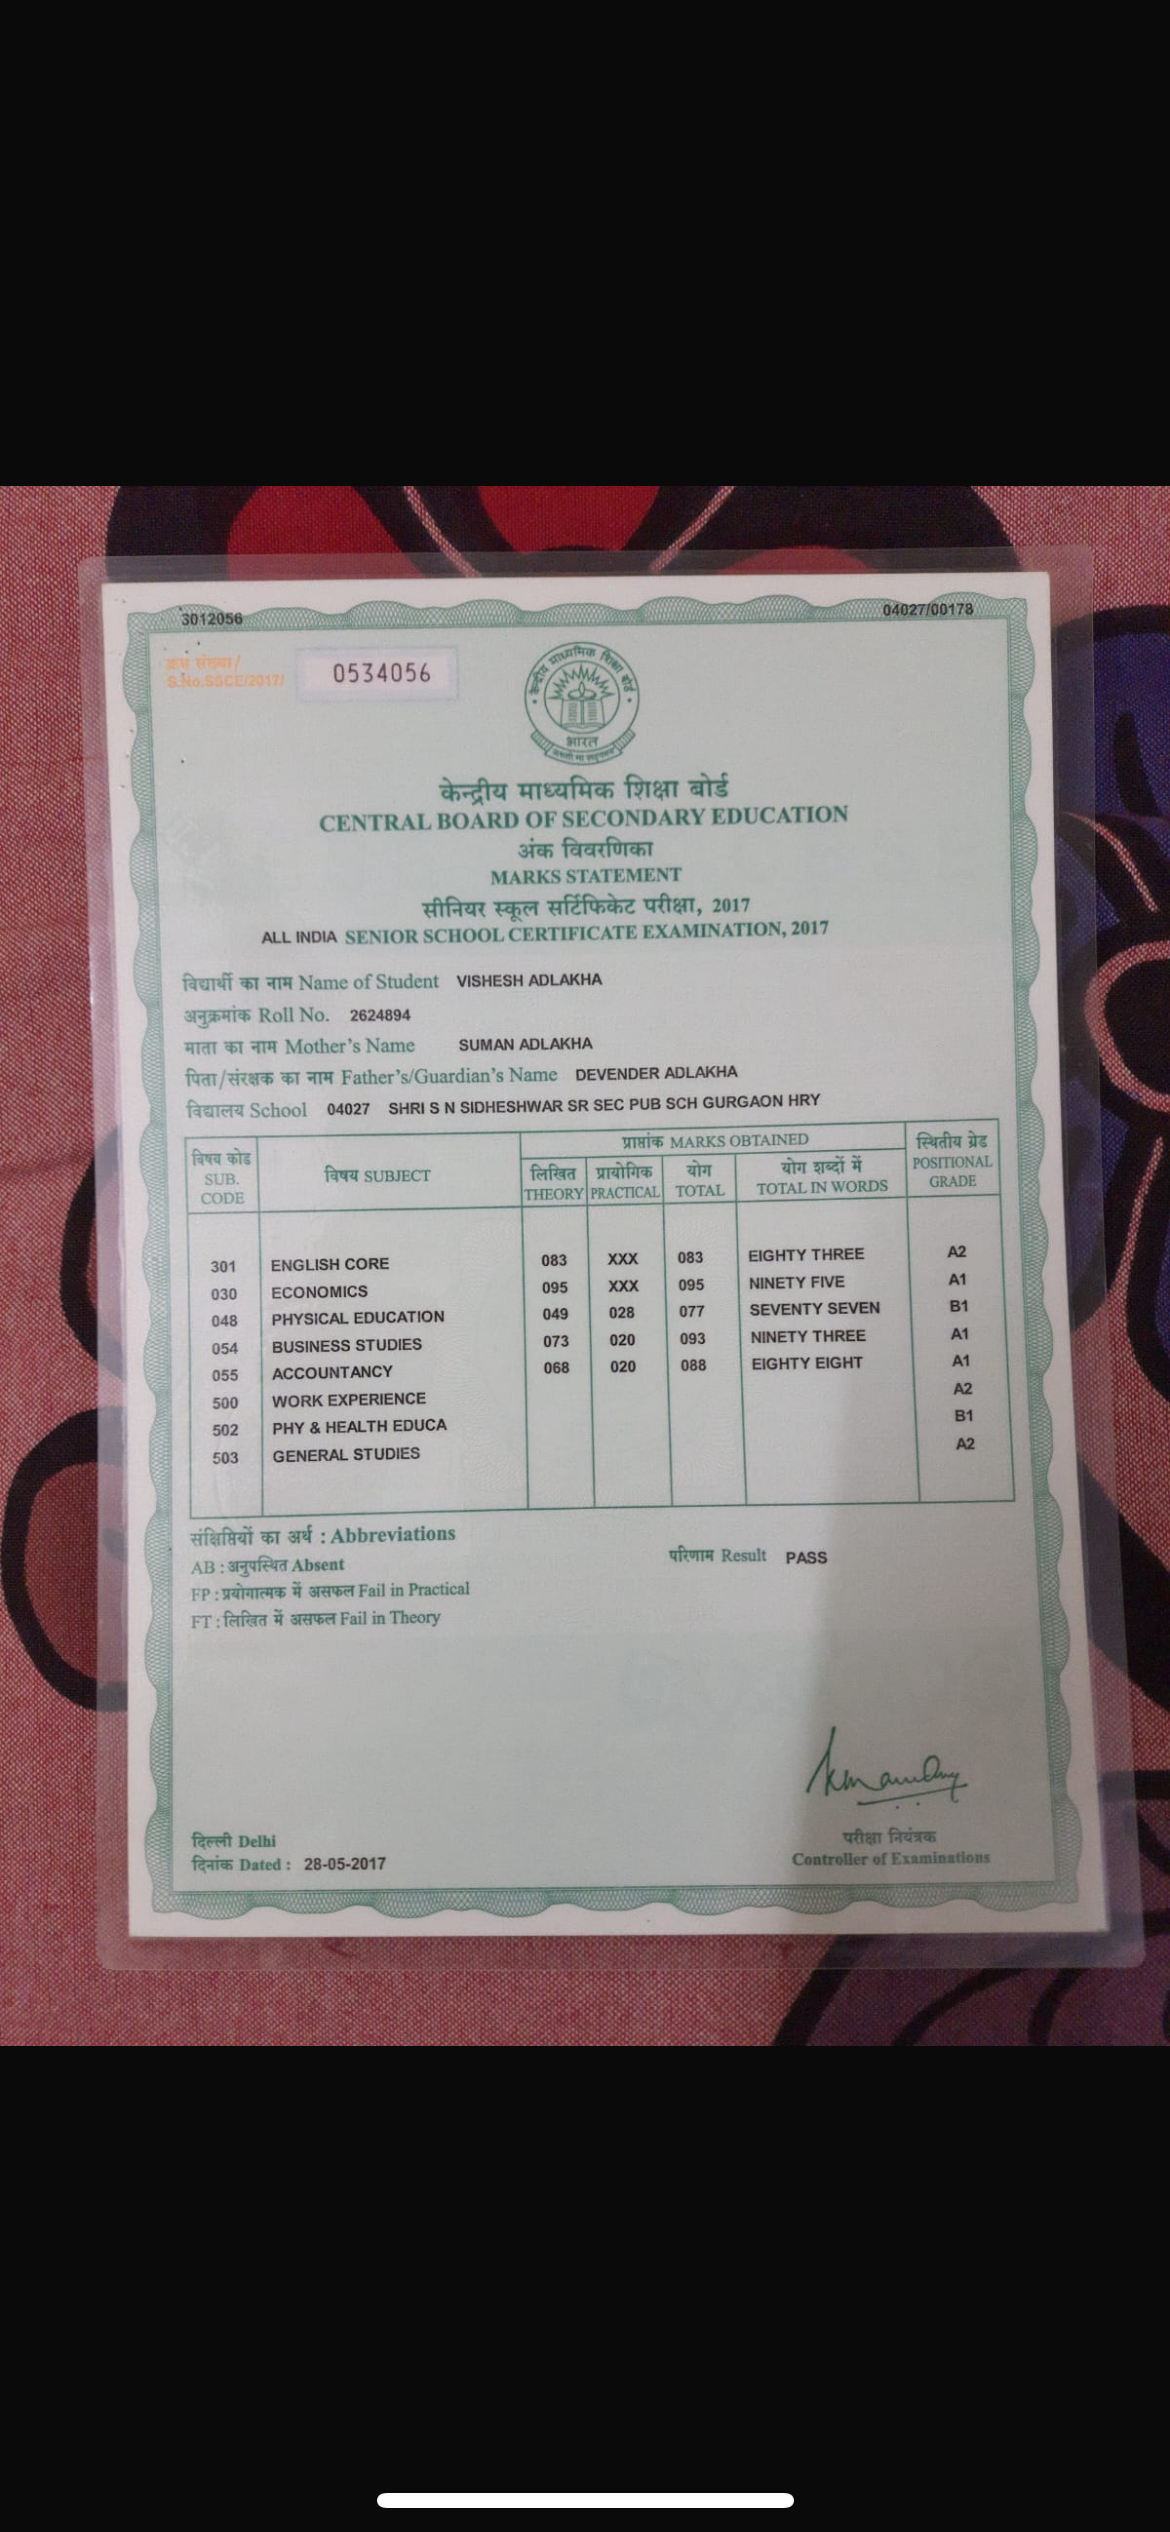 3012056 04027/00178
क्रम संख्या/
S.No.SSCE/2017/ 0534056
केन्द्रीय माध्यमिक शिक्षा बोर्ड
भारत
केन्द्रीय माध्यमिक शिक्षा बोर्ड
CENTRAL BOARD OF SECONDARY EDUCATION
अंक विवरणिका
MARKS STATEMENT
सीनियर स्कूल सर्टिफिकेट परीक्षा, 2017
ALL INDIA SENIOR SCHOOL CERTIFICATE EXAMINATION, 2017
विद्यार्थी का नाम Name of Student VISHESH ADLAKHA
अनुक्रमांक Roll No. 2624894
माता का नाम Mother's Name SUMAN ADLAKHA
पिता/संरक्षक का नाम Father's/Guardian's Name DEVENDER ADLAKHA
विद्यालय School 04027 SHRI S N SIDHESHWAR SR SEC PUB SCH GURGAON HRY
विषय कोड SUB. CODE विषय SUBJECT प्राप्तांक MARKS OBTAINED स्थितीय ग्रेड POSITIONAL GRADE
लिखित THEORY प्रायोगिक PRACTICAL योग TOTAL योग शब्दों में TOTAL IN WORDS
301 ENGLISH CORE 083 XXX 083 EIGHTY THREE A2
030 ECONOMICS 095 XXX 095 NINETY FIVE A1
048 PHYSICAL EDUCATION 049 028 077 SEVENTY SEVEN B1
054 BUSINESS STUDIES 073 020 093 NINETY THREE A1
055 ACCOUNTANCY 068 020 088 EIGHTY EIGHT A1
500 WORK EXPERIENCE A2
502 PHY & HEALTH EDUCA B1
503 GENERAL STUDIES A2
संक्षिप्तियों का अर्थ : Abbreviations
AB : अनुपस्थित Absent परिणाम Result PASS
FP : प्रयोगात्मक में असफल Fail in Practical
FT : लिखित में असफल Fail in Theory
दिल्ली Delhi परीक्षा नियंत्रक
दिनांक Dated : 28-05-2017 Controller of Examinations